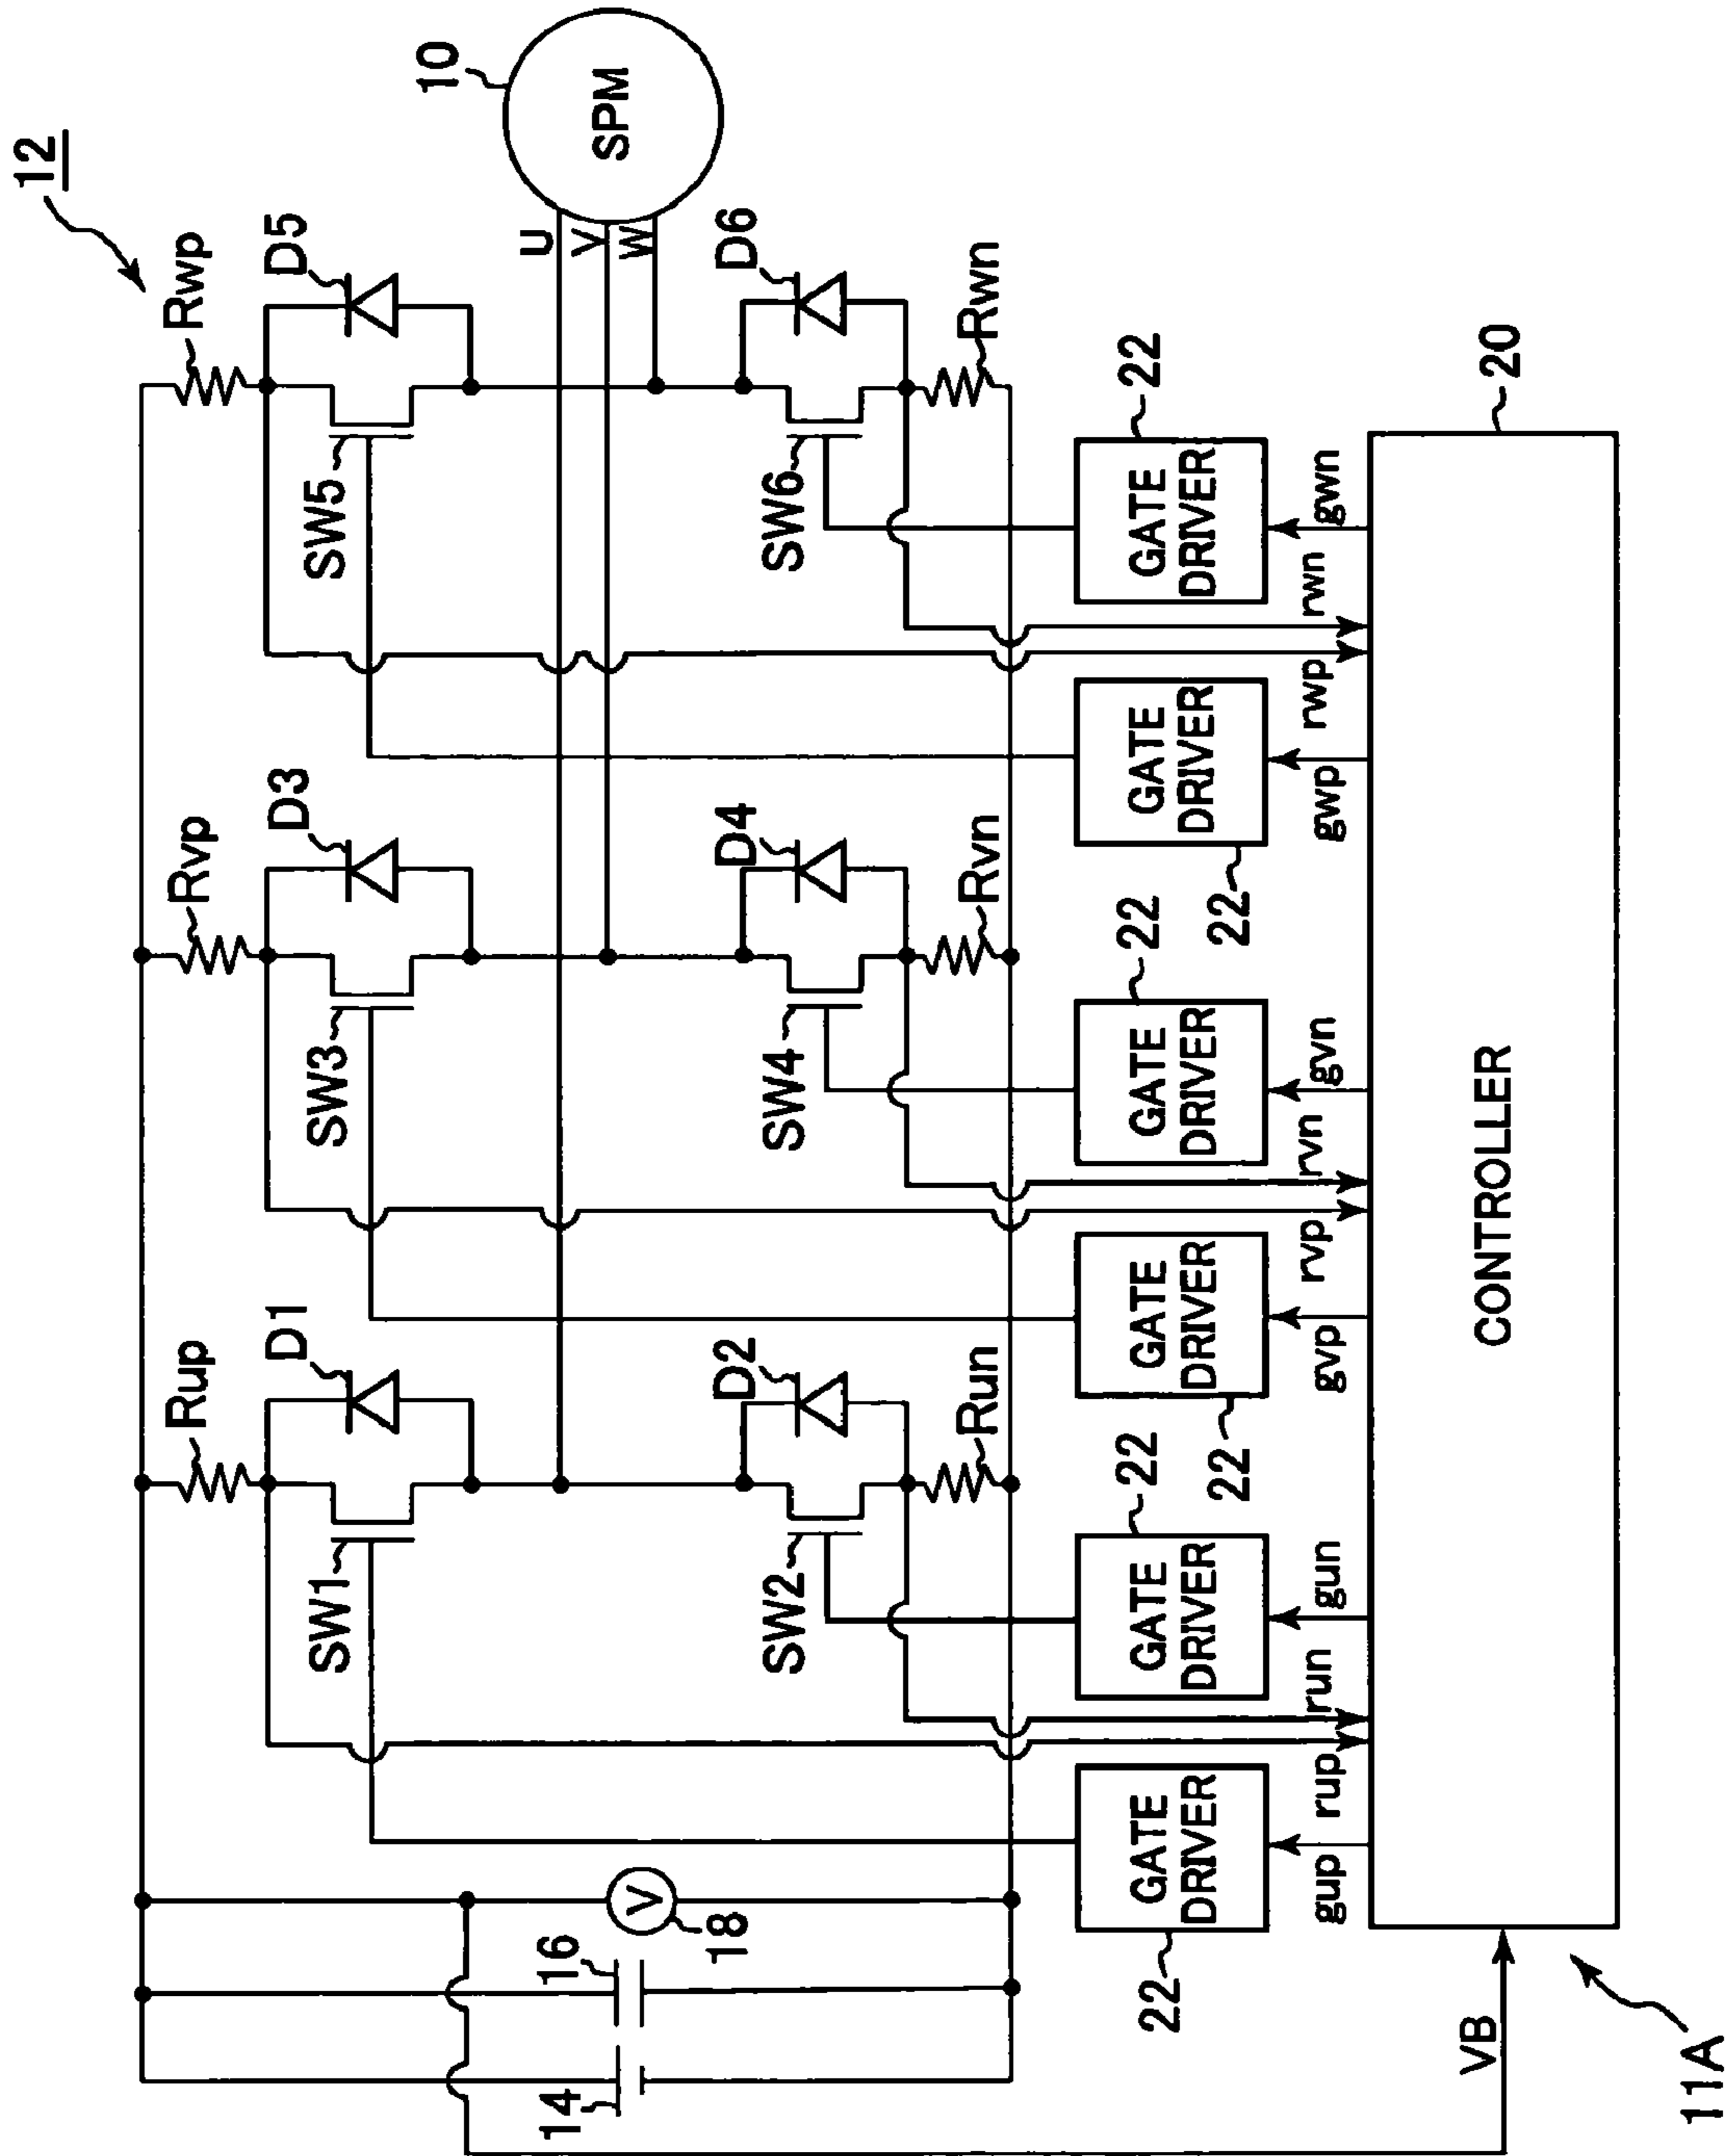 12
10
SPM
U
V
W
Rup
Rvp
Rwp
D1
D3
D5
SW1
SW3
SW5
D2
D4
D6
SW2
SW4
SW6
Run
Rvn
Rwn
14
16
V
18
22
GATE DRIVER
22
GATE DRIVER
22
GATE DRIVER
22
GATE DRIVER
22
GATE DRIVER
22
GATE DRIVER
gup
rup
run
gun
gvp
rvp
rvn
gvn
gwp
rwp
rwn
gwn
VB
CONTROLLER
20
11A